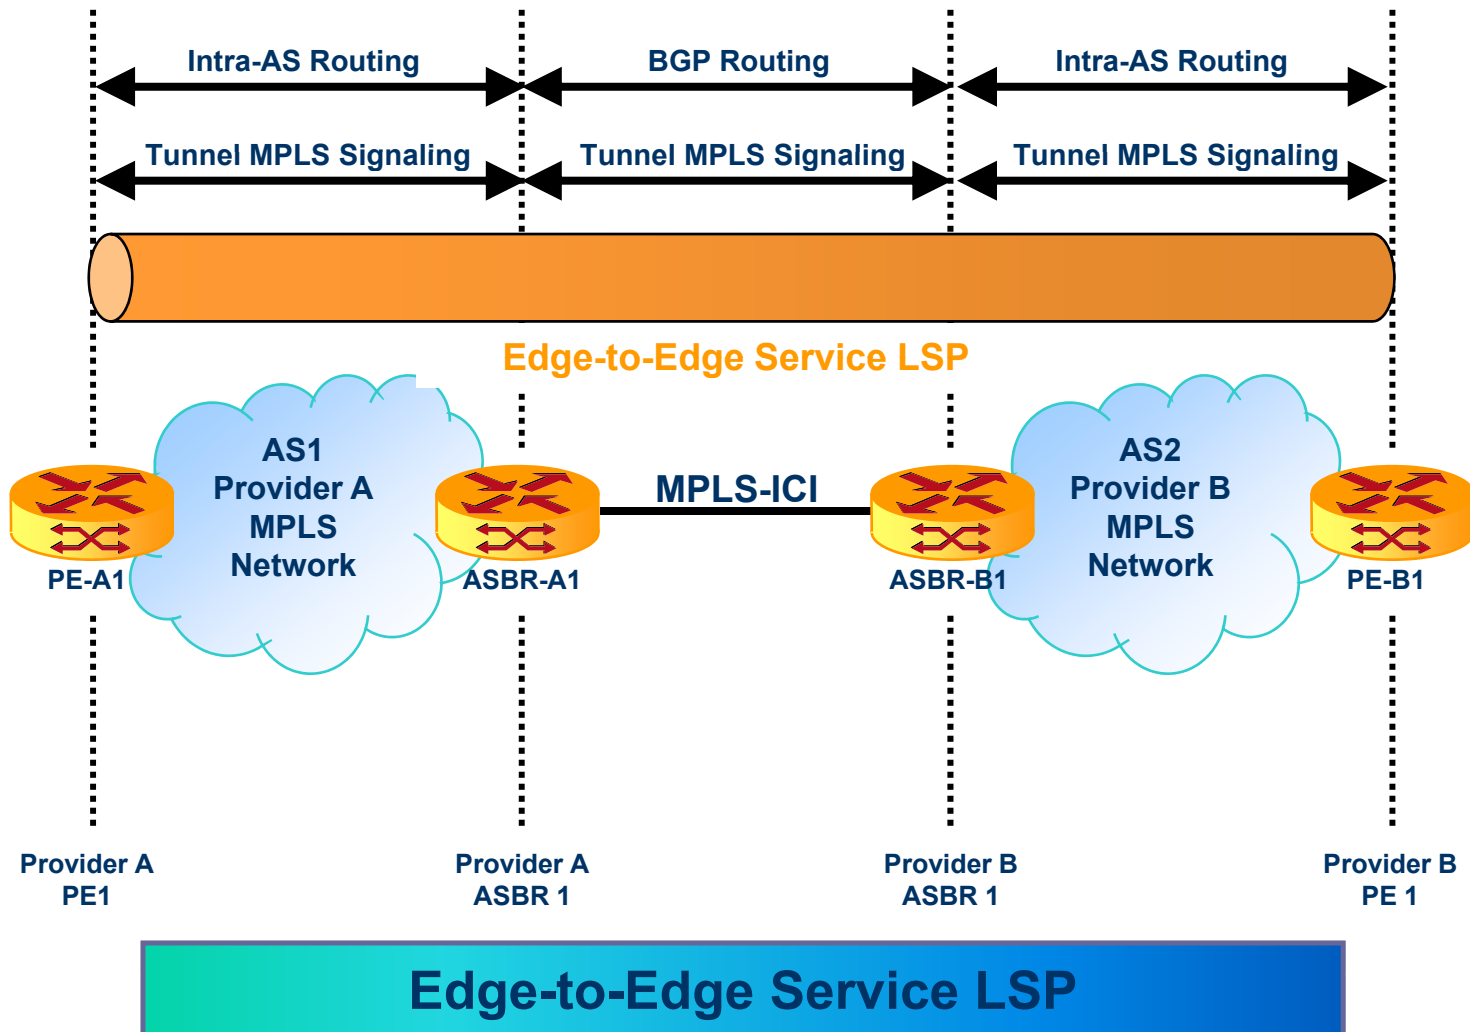 Intra-AS Routing
BGP Routing
Intra-AS Routing
Tunnel MPLS Signaling
Tunnel MPLS Signaling
Tunnel MPLS Signaling
Edge-to-Edge Service LSP
AS1
Provider A
MPLS
Network
AS2
Provider B
MPLS
Network
MPLS-ICI
PE-A1
ASBR-A1
ASBR-B1
PE-B1
Provider A
PE1
Provider A
ASBR 1
Provider B
ASBR 1
Provider B
PE 1
Edge-to-Edge Service LSP